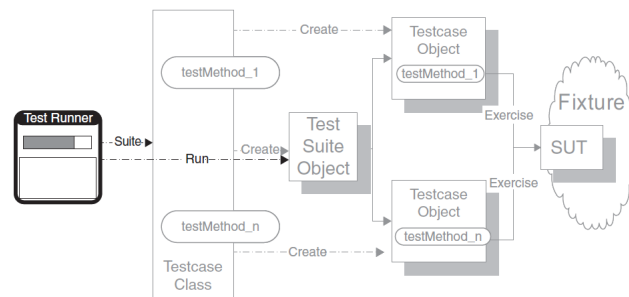 Create
Testcase
Object
testMethod_1
testMethod_1
Test Runner
Fixture
Suite
Create
Test
Suite
Object
Exercise
SUT
Run
Exercise
Testcase
Object
testMethod_n
testMethod_n
Create
Testcase
Class